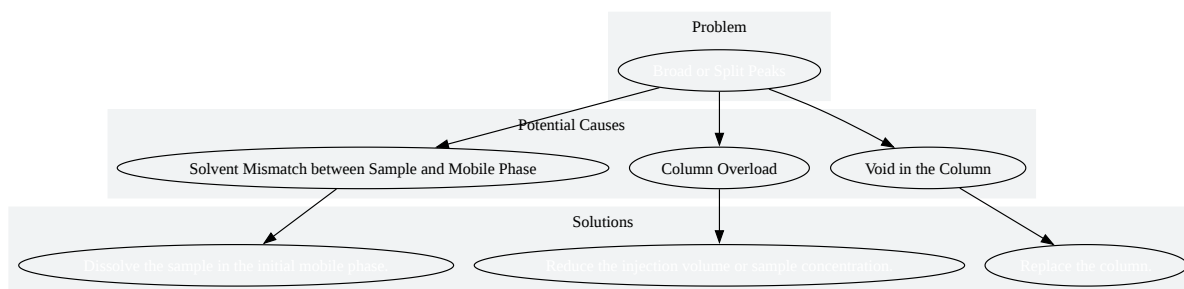 Problem
Broad or Split Peaks
Potential Causes
Solvent Mismatch between Sample and Mobile Phase
Column Overload
Void in the Column
Solutions
Dissolve the sample in the initial mobile phase.
Reduce the injection volume or sample concentration.
Replace the column.